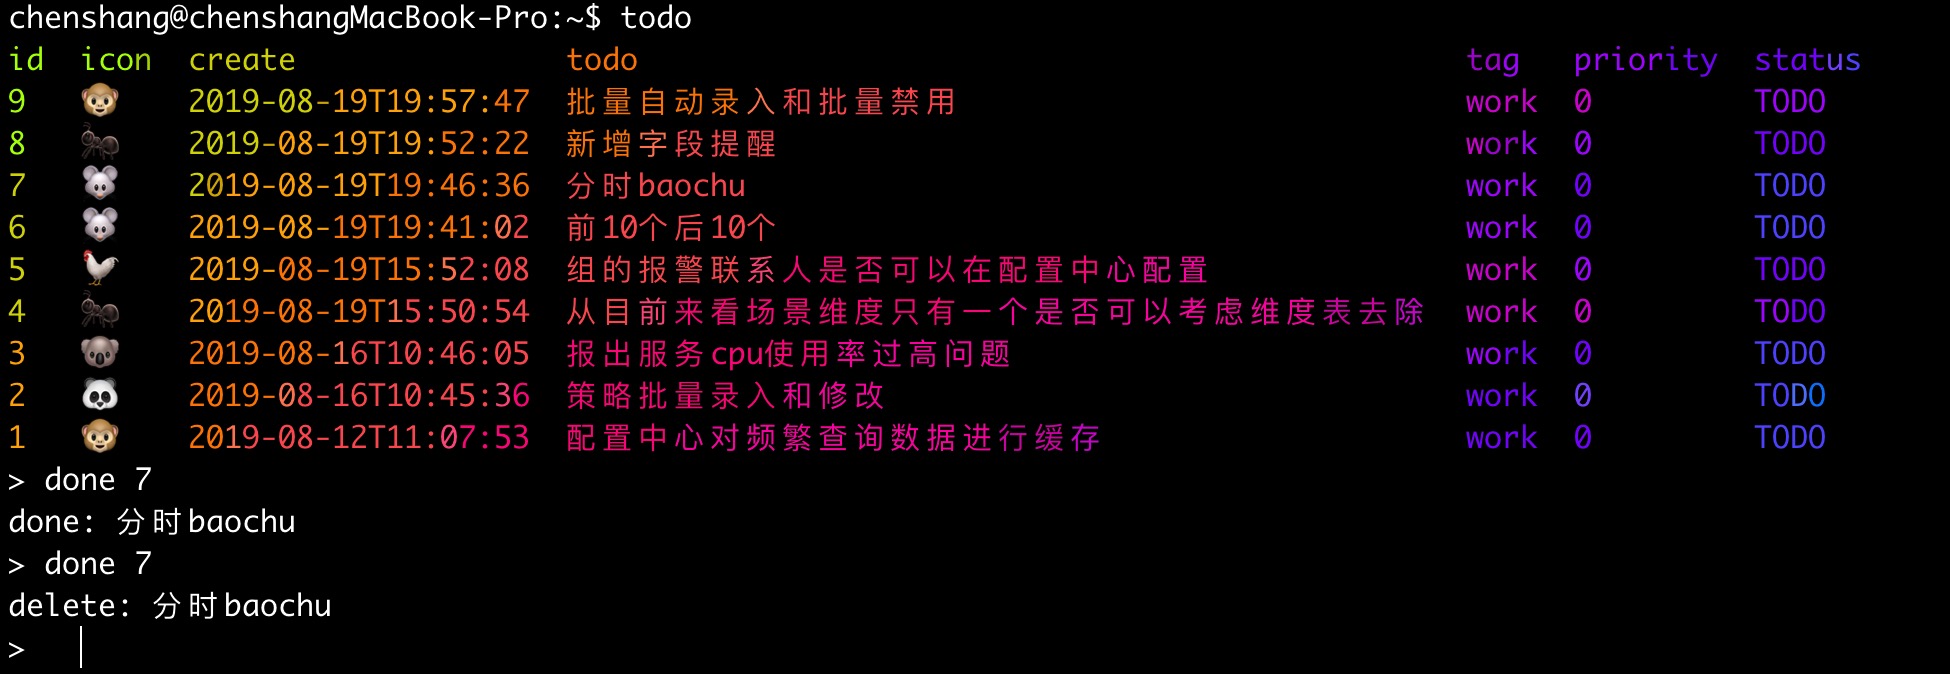 chenshang@chenshangMacBook-Pro:~$ todo
id icon create todo tag priority status
9 🐵 2019-08-19T19:57:47 批量自动录入和批量禁用 work 0 TODO
8 🐜 2019-08-19T19:52:22 新增字段提醒 work 0 TODO
7 🐭 2019-08-19T19:46:36 分时baochu work 0 TODO
6 🐭 2019-08-19T19:41:02 前10个后10个 work 0 TODO
5 🐓 2019-08-19T15:52:08 组的报警联系人是否可以在配置中心配置 work 0 TODO
4 🐜 2019-08-19T15:50:54 从目前来看场景维度只有一个是否可以考虑维度表去除 work 0 TODO
3 🐨 2019-08-16T10:46:05 报出服务cpu使用率过高问题 work 0 TODO
2 🐼 2019-08-16T10:45:36 策略批量录入和修改 work 0 TODO
1 🐵 2019-08-12T11:07:53 配置中心对频繁查询数据进行缓存 work 0 TODO
> done 7
done: 分时baochu
> done 7
delete: 分时baochu
>